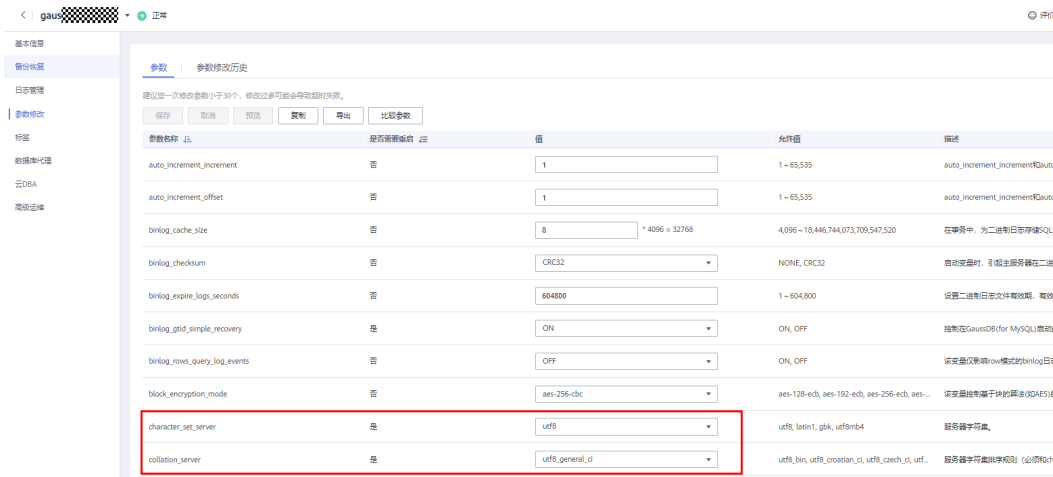 gaus 正常 评价
基本信息
备份恢复
日志管理
参数修改
标签
数据库代理
云DBA
高级运维
参数 参数修改历史
建议您一次修改参数小于30个，修改过多可能会导致超时失败。
保存 取消 预览 复制 导出 比较参数
参数名称 是否需要重启 值 允许值 描述
auto_increment_increment 否 1 1 ~ 65,535 auto_increment_increment和auto
auto_increment_offset 否 1 1 ~ 65,535 auto_increment_increment和auto
binlog_cache_size 否 8 * 4096 = 32768 4,096 ~ 18,446,744,073,709,547,520 在事务中，为二进制日志存储SQL
binlog_checksum 否 CRC32 NONE, CRC32 启动变量时，引起主服务器在二进
binlog_expire_logs_seconds 否 604800 1 ~ 604,800 设置二进制日志文件有效期，有效
binlog_gtid_simple_recovery 是 ON ON, OFF 控制在GaussDB(for MySQL)启动
binlog_rows_query_log_events 否 OFF ON, OFF 该变量仅影响row模式的binlog日志
block_encryption_mode 否 aes-256-cbc aes-128-ecb, aes-192-ecb, aes-256-ecb, aes-... 该变量控制基于块的算法(如AES)
character_set_server 是 utf8 utf8, latin1, gbk, utf8mb4 服务器字符集。
collation_server 是 utf8_general_ci utf8_bin, utf8_croatian_ci, utf8_czech_ci, utf... 服务器字符集排序规则（必须和ch